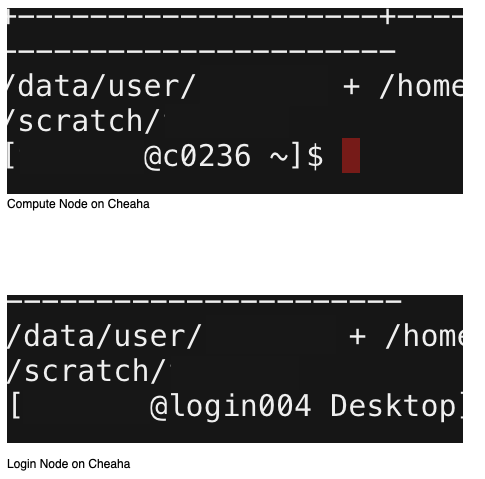 +--------------------+----
----------------------
/data/user/ + /home
/scratch/
[ @c0236 ~]$
Compute Node on Cheaha
----------------------
/data/user/ + /home
/scratch/
[ @login004 Desktop]
Login Node on Cheaha